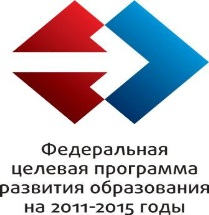 Федеральная
целевая программа
развития образования
на 2011-2015 годы